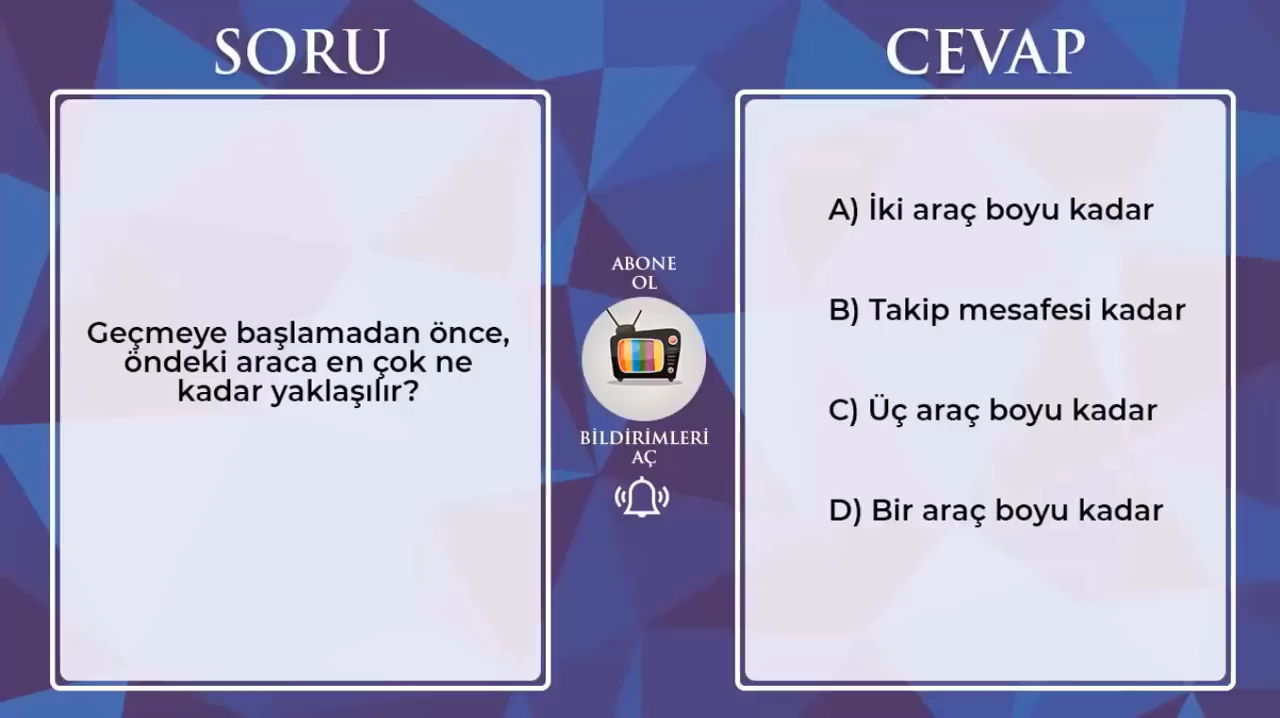 SORU
Geçmeye başlamadan önce,
öndeki araca en çok ne
kadar yaklaşılır?
ABONE
OL
BİLDİRİMLERİ
AÇ
CEVAP
A) İki araç boyu kadar
B) Takip mesafesi kadar
C) Üç araç boyu kadar
D) Bir araç boyu kadar